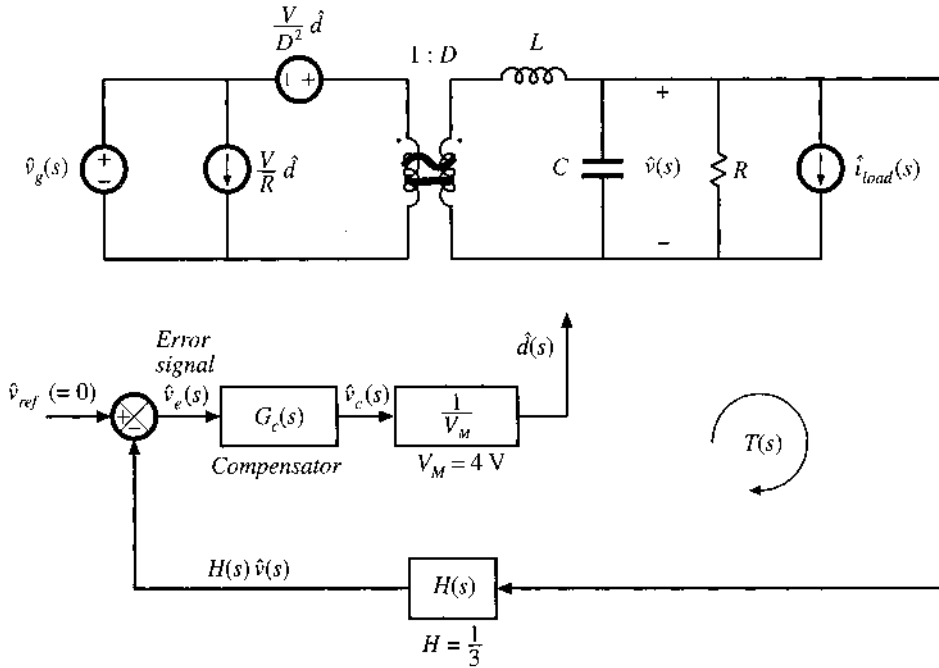 V/D² d̂
1 : D
L
v̂g(s)
+
−
V/R d̂
C
+
v̂(s)
−
R
îload(s)
Error
signal
v̂ref (= 0)
v̂e(s)
Gc(s)
Compensator
v̂c(s)
1/VM
VM = 4 V
d̂(s)
T(s)
H(s) v̂(s)
H(s)
H = 1/3